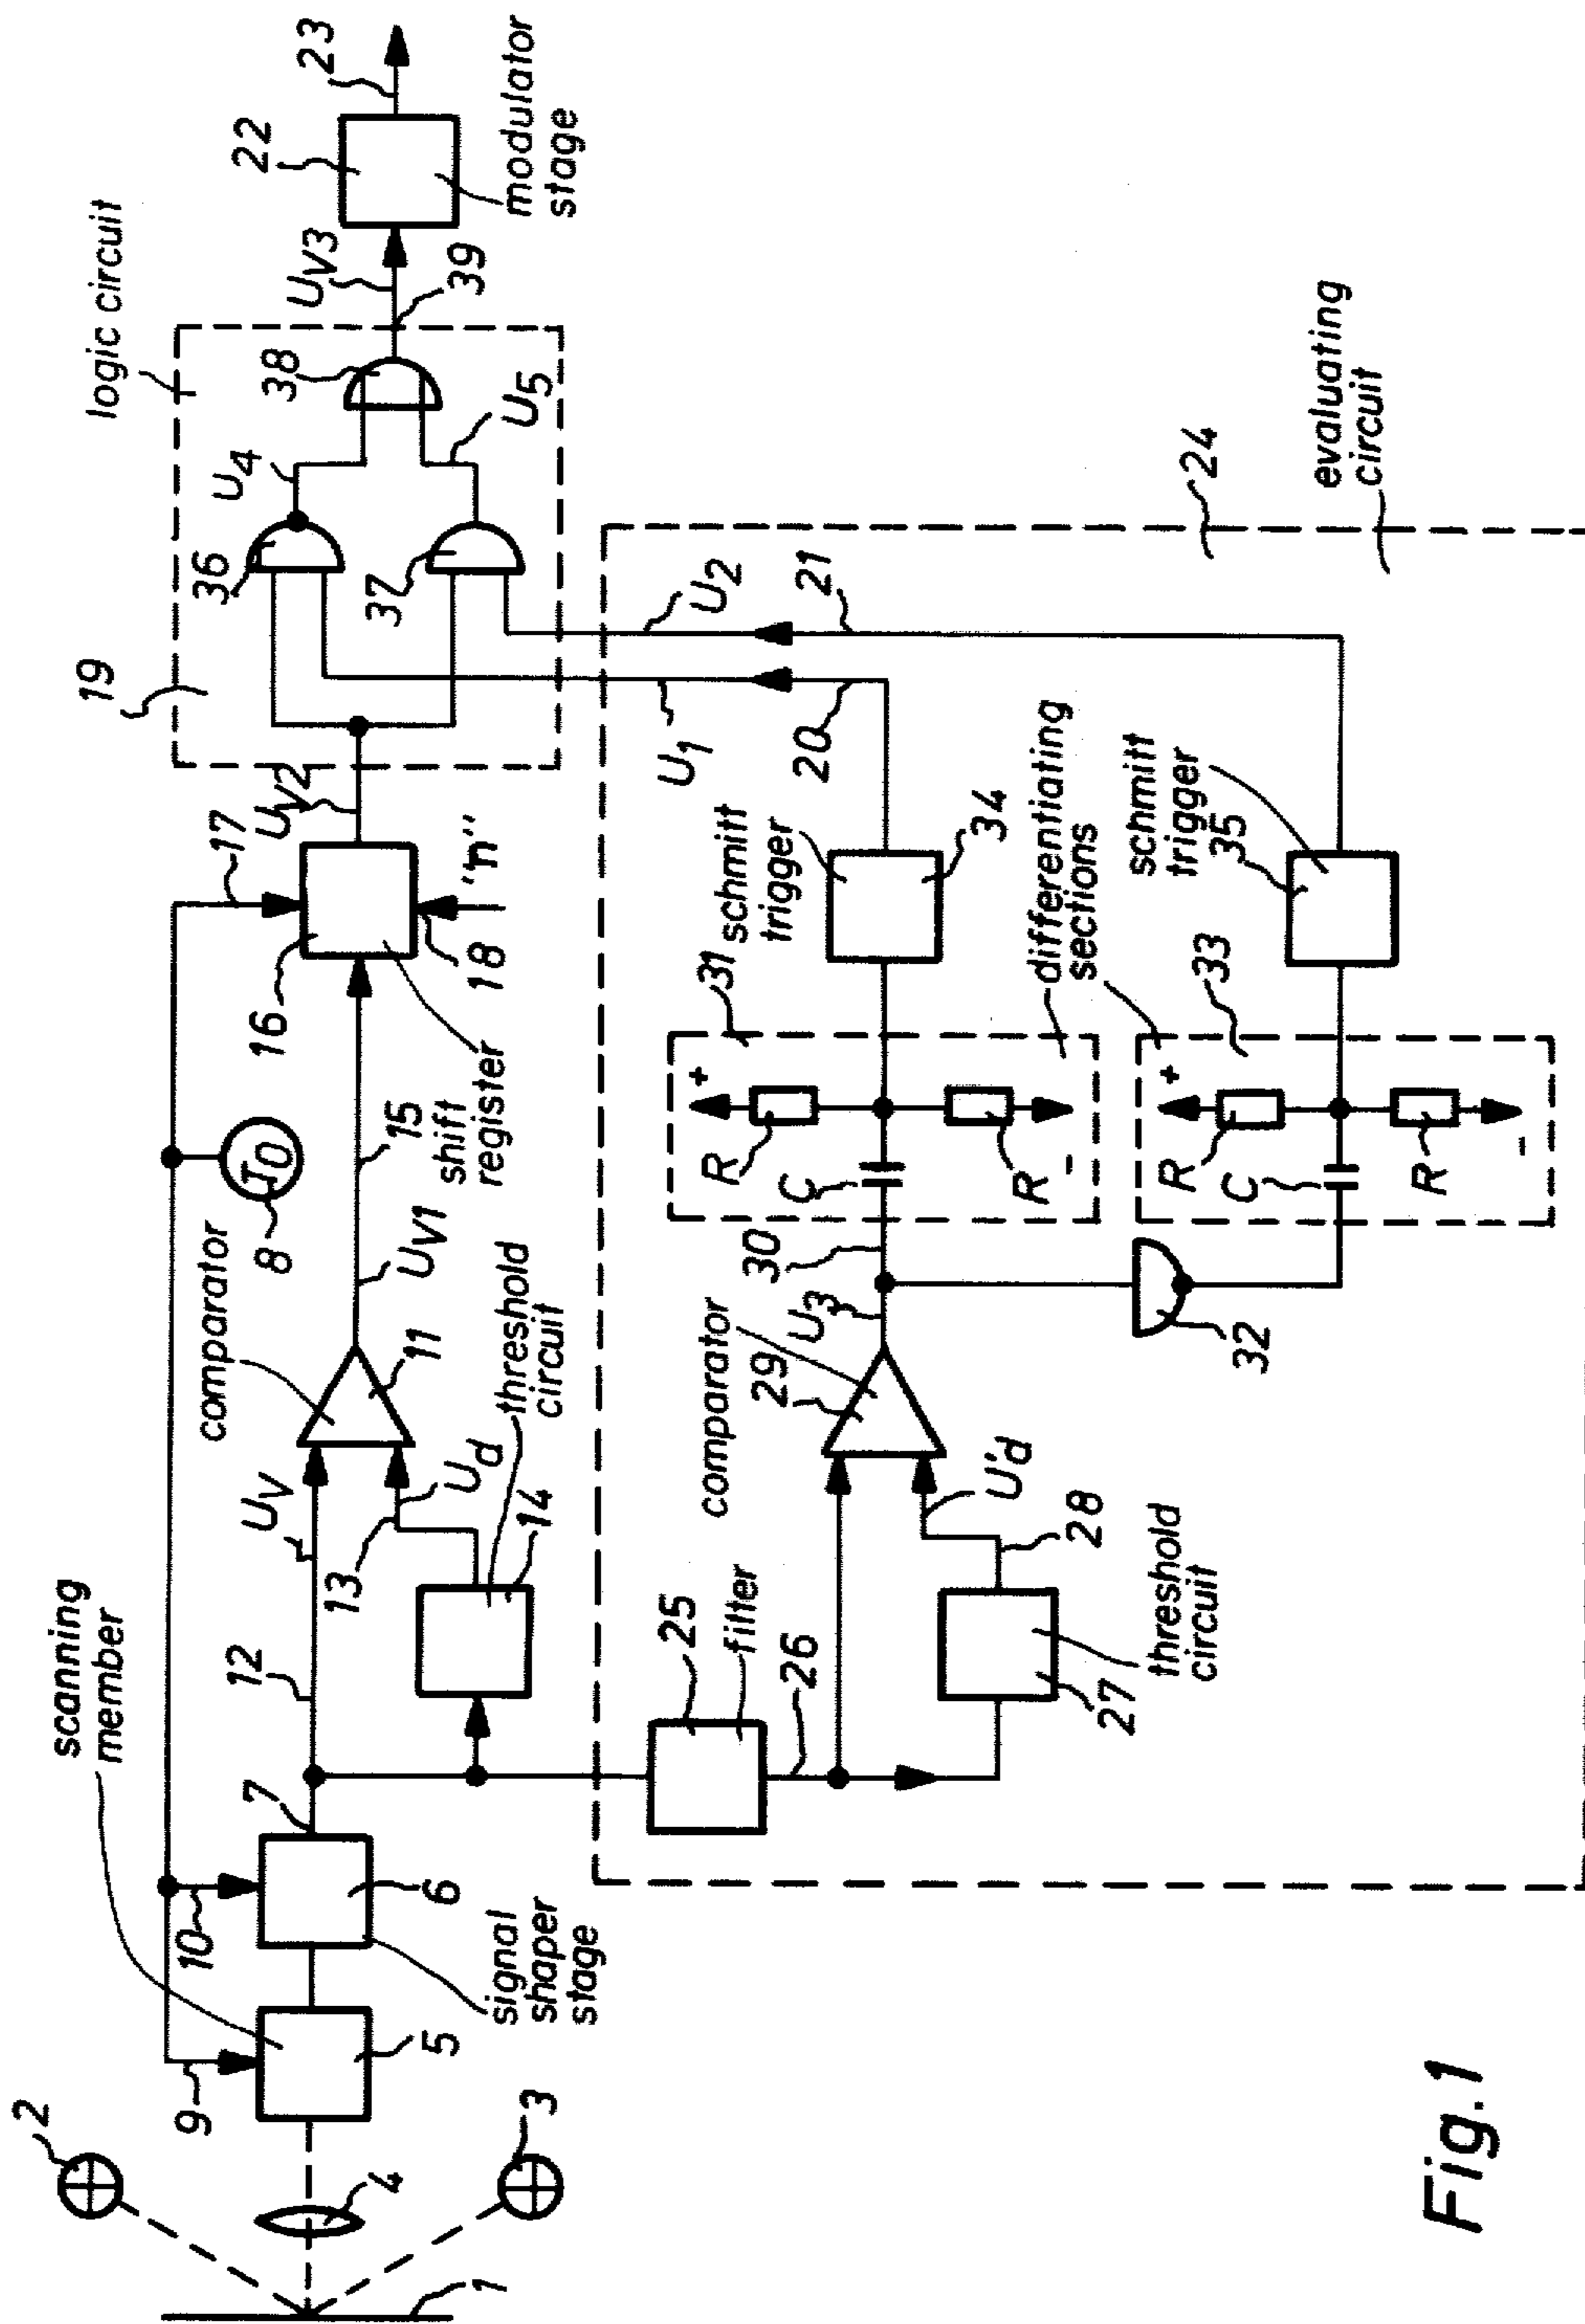 2
3
4
1
9
5
scanning
member
10
6
signal
shaper
stage
7
12
Uv
13
Ud
14
threshold
circuit
comparator
11
Uv1
8
T0
15
shift
register
16
17
18
"n"
Uv2
19
logic circuit
36
37
U4
U5
38
Uv3
39
22
23
modulator
stage
25
filter
26
27
threshold
circuit
28
U'd
comparator
29
U3
30
32
31
R
C
R
+
-
differentiating
sections
33
R
C
R
+
-
schmitt
trigger
34
schmitt
trigger
35
U1
20
U2
21
24
evaluating
circuit
Fig.1